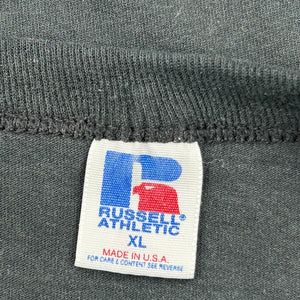 RUSSELL®
ATHLETIC
XL
MADE IN U.S.A.
FOR CARE & CONTENT SEE REVERSE